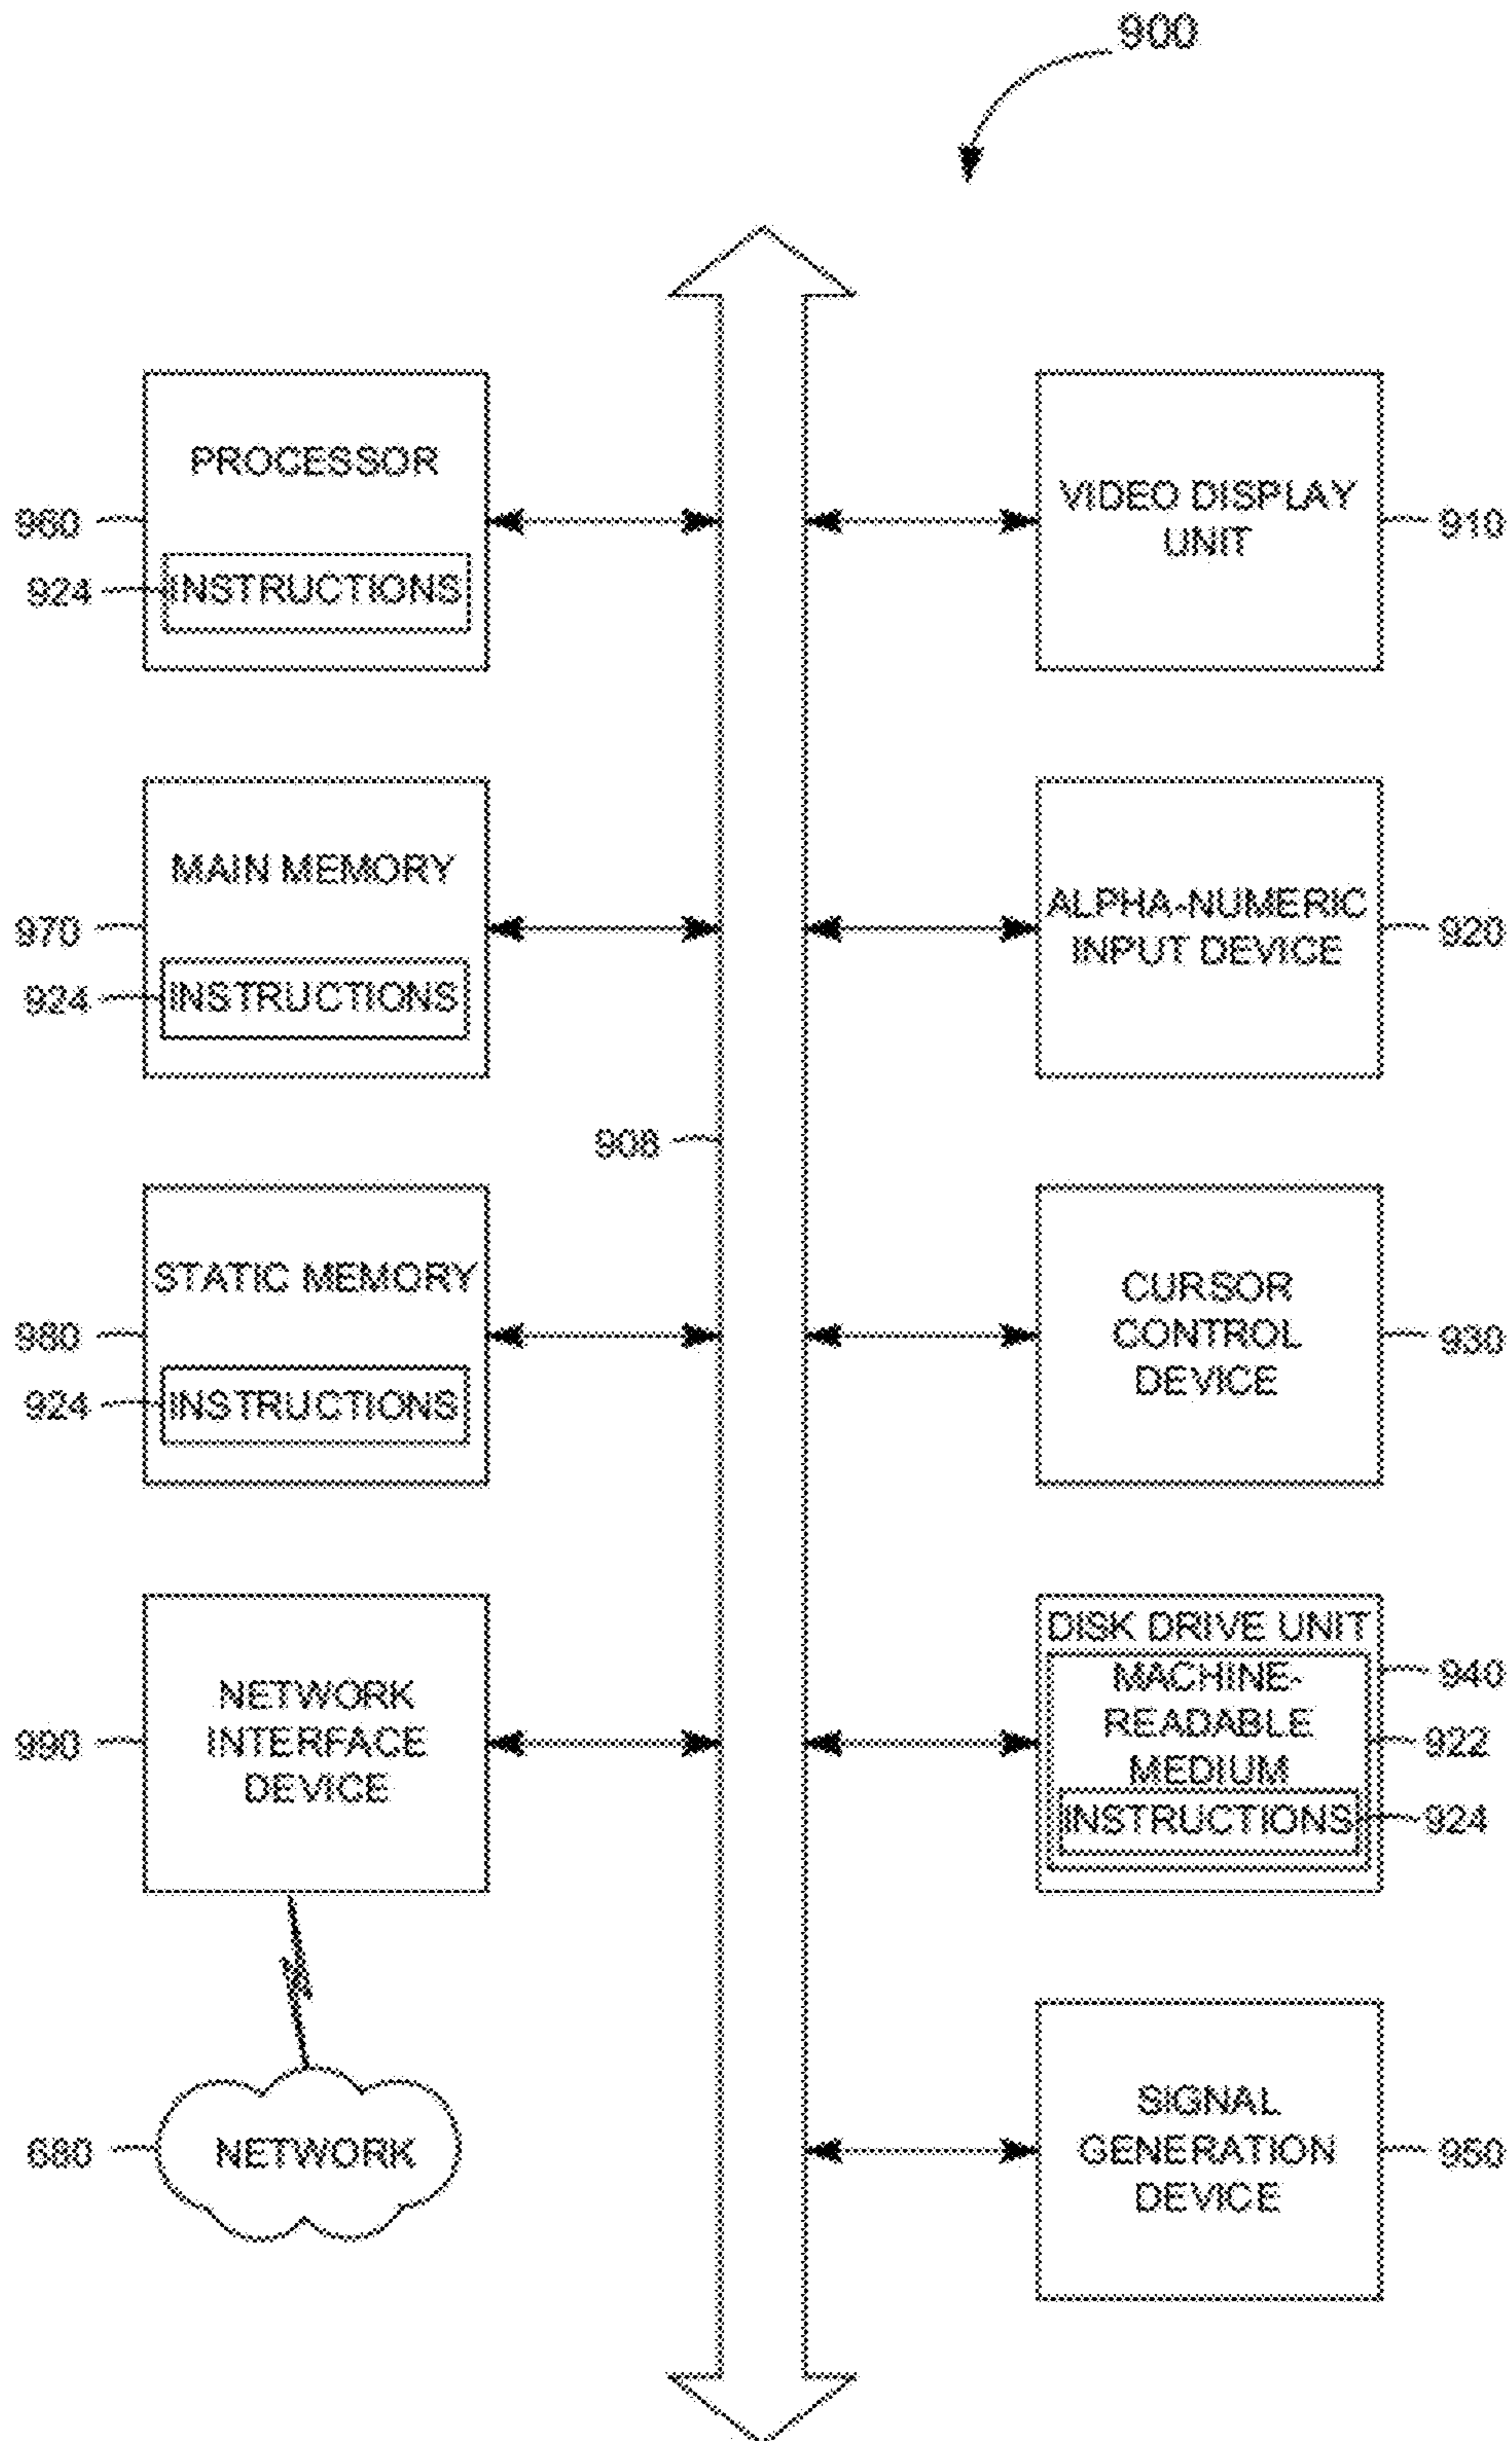 900
PROCESSOR
960
924
INSTRUCTIONS
VIDEO DISPLAY
UNIT
910
MAIN MEMORY
970
924
INSTRUCTIONS
ALPHA-NUMERIC
INPUT DEVICE
920
908
STATIC MEMORY
980
924
INSTRUCTIONS
CURSOR
CONTROL
DEVICE
930
NETWORK
INTERFACE
DEVICE
990
DISK DRIVE UNIT
940
MACHINE-
READABLE
MEDIUM
922
INSTRUCTIONS
924
680
NETWORK
SIGNAL
GENERATION
DEVICE
950